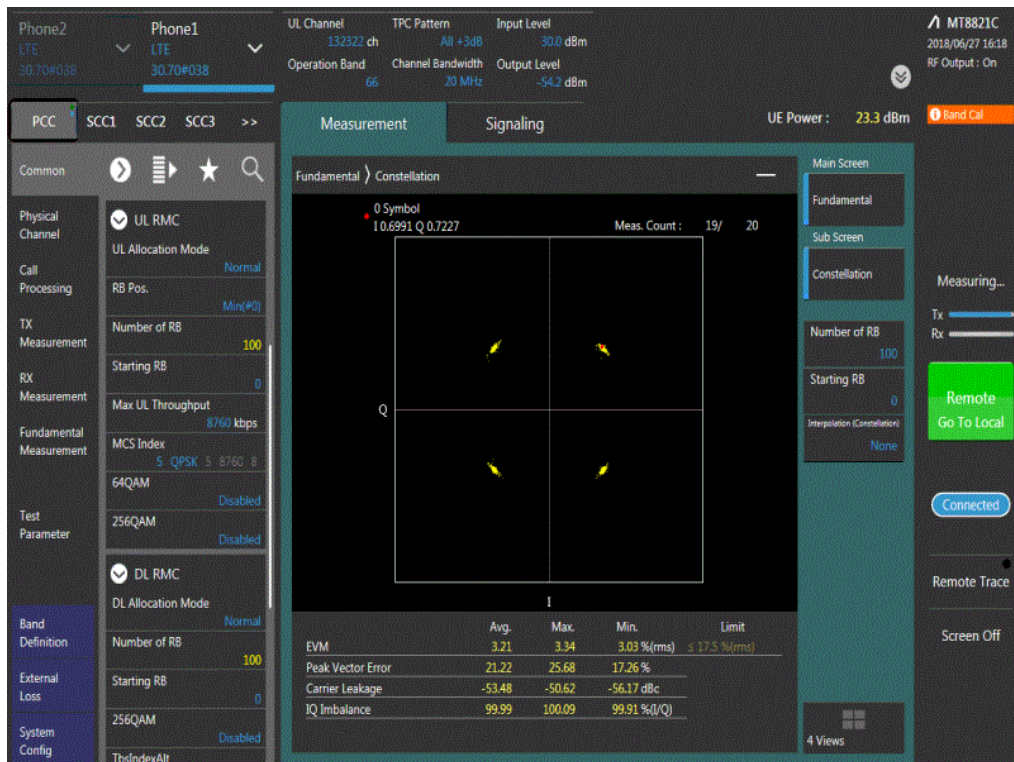 Phone2
LTE
30.70#038
Phone1
LTE
30.70#038
UL Channel
132322 ch
Operation Band
66
TPC Pattern
All +3dB
Channel Bandwidth
20 MHz
Input Level
30.0 dBm
Output Level
-54.2 dBm
MT8821C
2018/06/27 16:18
RF Output : On
PCC SCC1 SCC2 SCC3 >>
Measurement Signaling
UE Power : 23.3 dBm
Band Cal
Common
Physical
Channel
Call
Processing
TX
Measurement
RX
Measurement
Fundamental
Measurement
Test
Parameter
Band
Definition
External
Loss
System
Config
UL RMC
UL Allocation Mode
Normal
RB Pos.
Min(#0)
Number of RB
100
Starting RB
0
Max UL Throughput
8760 kbps
MCS Index
5 QPSK 5 8760 8
64QAM
Disabled
256QAM
Disabled
DL RMC
DL Allocation Mode
Normal
Number of RB
100
Starting RB
0
256QAM
Disabled
TbsIndexAlt
Fundamental Constellation
0 Symbol
I 0.6991 Q 0.7227
Meas. Count : 19/ 20
Q
I
Avg. Max. Min. Limit
EVM 3.21 3.34 3.03 %(rms) ≤ 17.5 %(rms)
Peak Vector Error 21.22 25.68 17.26 %
Carrier Leakage -53.48 -50.62 -56.17 dBc
IQ Imbalance 99.99 100.09 99.91 %(I/Q)
Main Screen
Fundamental
Sub Screen
Constellation
Number of RB
100
Starting RB
0
Interpolation (Constellation)
None
4 Views
Measuring...
Tx
Rx
Remote
Go To Local
Connected
Remote Trace
Screen Off